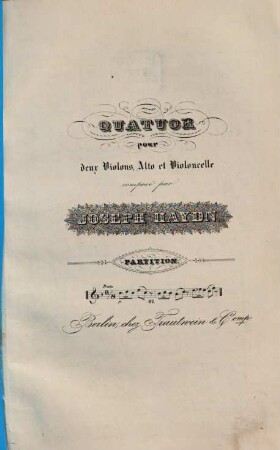 QUATUOR
pour
deux Violons, Alto et Violoncelle
composé par
JOSEPH HAYDN
PARTITION.
Berlin, chez Trautwein & Comp.